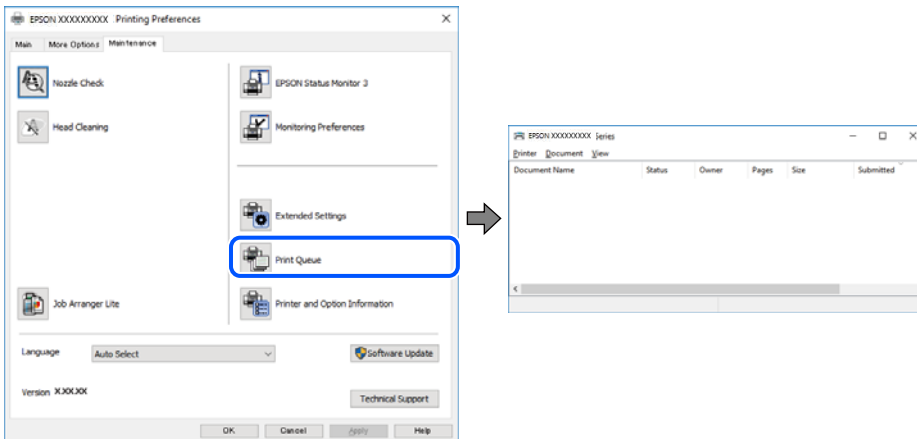 EPSON XXXXXXXXX Printing Preferences
Main More Options Maintenance
Nozzle Check
EPSON Status Monitor 3
Head Cleaning
Monitoring Preferences
Extended Settings
Print Queue
Job Arranger Lite
Printer and Option Information
Language Auto Select
Software Update
Version X.XX.XX
Technical Support
OK Cancel Apply Help
EPSON XXXXXXXXX Series
Printer Document View
Document Name Status Owner Pages Size Submitted